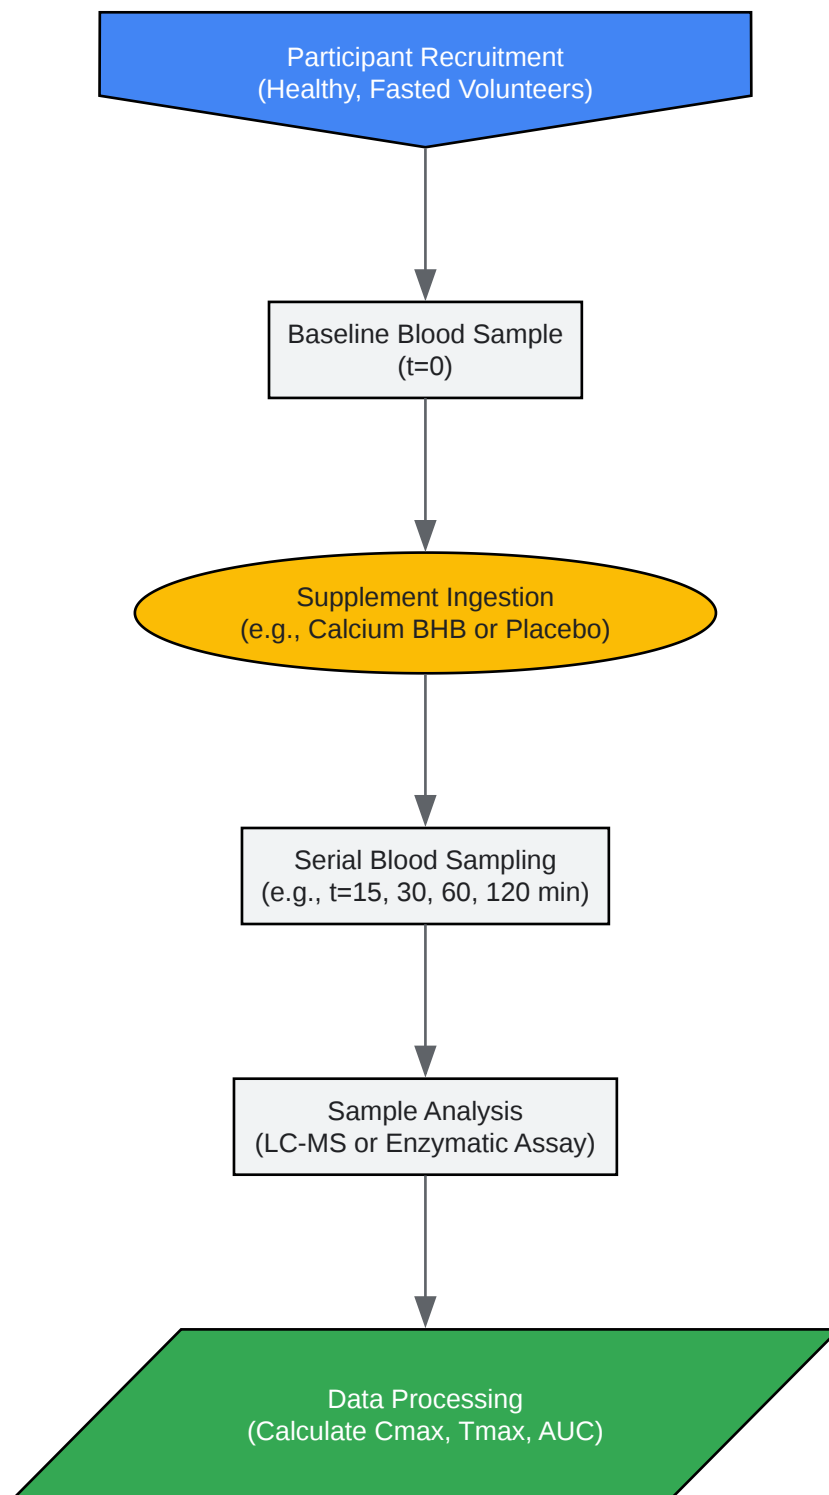 Participant Recruitment
(Healthy, Fasted Volunteers)
Baseline Blood Sample
(t=0)
Supplement Ingestion
(e.g., Calcium BHB or Placebo)
Serial Blood Sampling
(e.g., t=15, 30, 60, 120 min)
Sample Analysis
(LC-MS or Enzymatic Assay)
Data Processing
(Calculate Cmax, Tmax, AUC)